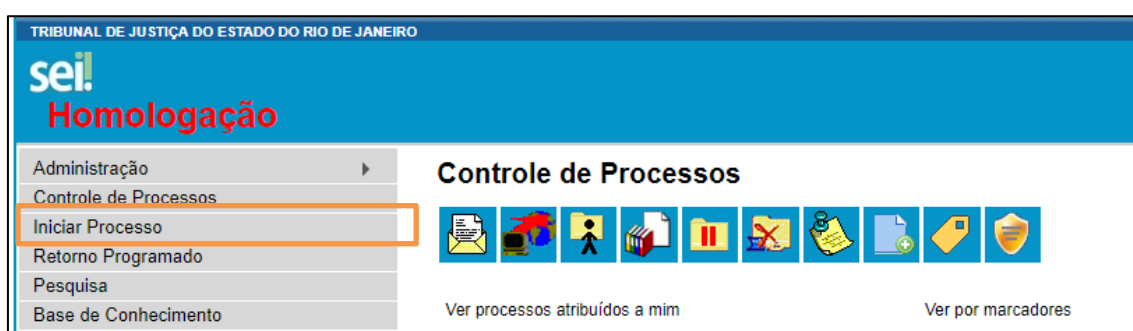 TRIBUNAL DE JUSTIÇA DO ESTADO DO RIO DE JANEIRO
sei!
Homologação
Administração
Controle de Processos
Iniciar Processo
Retorno Programado
Pesquisa
Base de Conhecimento
Controle de Processos
Ver processos atribuídos a mim
Ver por marcadores